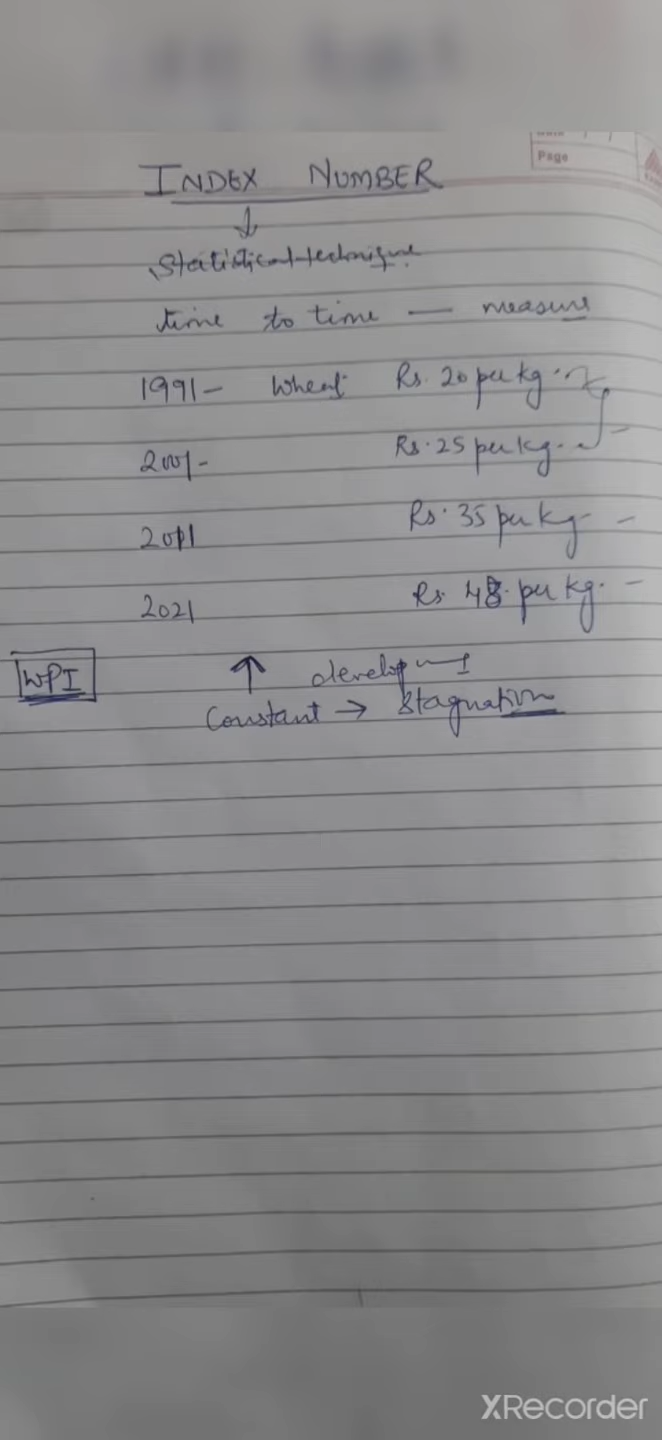 Page
INDEX NUMBER
↓
Statistical technique
time to time — measure
1991 - Wheat Rs. 20 per kg.
2001 - Rs. 25 per kg.
2011 Rs. 35 per kg -
2021 Rs. 48. per kg. -
WPI ↑ development
Constant → Stagnation
XRecorder